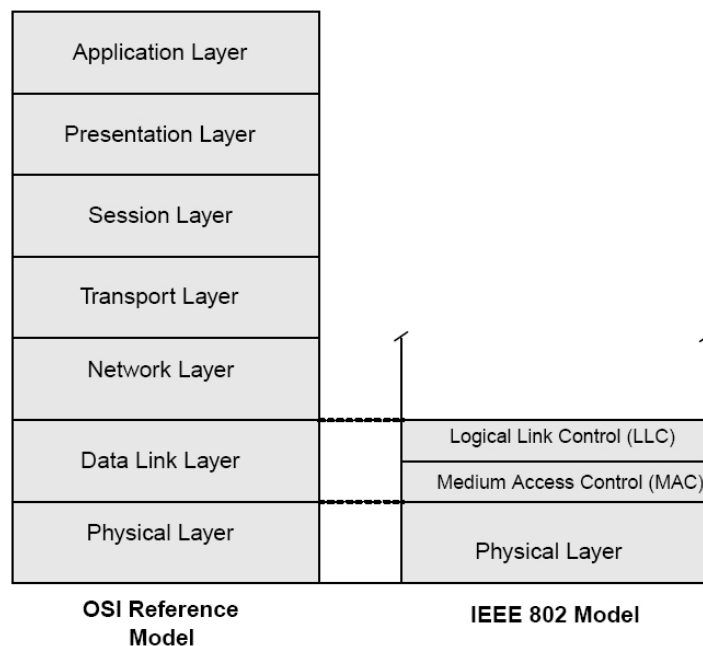 Application Layer
Presentation Layer
Session Layer
Transport Layer
Network Layer
Data Link Layer
Physical Layer
OSI Reference
Model
Logical Link Control (LLC)
Medium Access Control (MAC)
Physical Layer
IEEE 802 Model